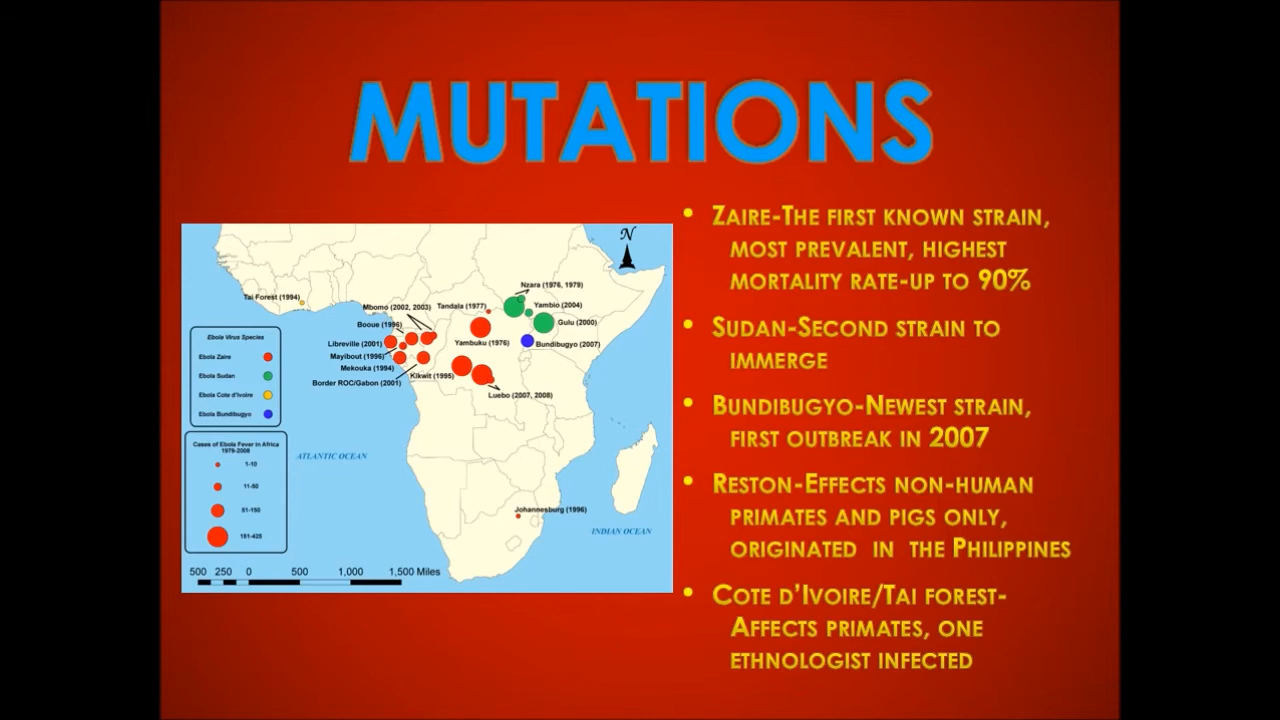 MUTATIONS
N
Nzara (1976, 1979)
Tai Forest (1994)
Mbomo (2002, 2003)
Tandala (1977)
Yambio (2004)
Booue (1996)
Gulu (2000)
Libreville (2001)
Yambuku (1976)
Bundibugyo (2007)
Mayibout (1996)
Mekouka (1994)
Kikwit (1995)
Border ROC/Gabon (2001)
Luebo (2007, 2008)
Ebola Virus Species
Ebola Zaire
Ebola Sudan
Ebola Cote d'Ivoire
Ebola Bundibugyo
Cases of Ebola Fever in Africa
1979-2008
1-10
11-50
51-150
151-425
ATLANTIC OCEAN
Johannesburg (1996)
INDIAN OCEAN
500 250 0 500 1,000 1,500 Miles
• Zaire-The first known strain,
most prevalent, highest
mortality rate-up to 90%
• Sudan-Second strain to
immerge
• Bundibugyo-Newest strain,
first outbreak in 2007
• Reston-Effects non-human
primates and pigs only,
originated in the Philippines
• Cote d'Ivoire/Tai forest-
Affects primates, one
ethnologist infected